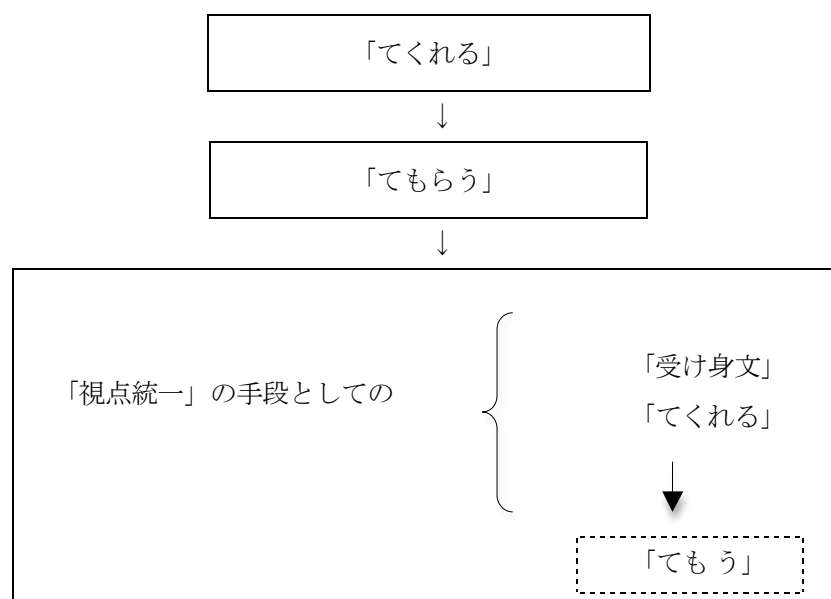 「てくれる」
↓
「てもらう」
↓
「視点統一」の手段としての
「受け身文」
「てくれる」
「ても う」